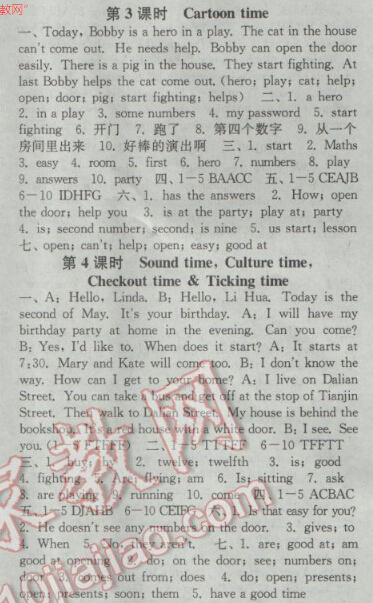 教网"
第3课时 Cartoon time
一、Today, Bobby is a hero in a play. The cat in the house
can't come out. He needs help. Bobby can open the door
easily. There is a pig in the house. They start fighting. At
last Bobby helps the cat come out. (hero; play; cat; help;
open; door; pig; start fighting; helps) 二、1. a hero
2. in a play 3. some numbers 4. my password 5. start
fighting 6. 开门 7. 跑了 8. 第四个数字 9. 从一个
房间里出来 10. 好棒的演出啊 三、1. start 2. Maths
3. easy 4. room 5. first 6. hero 7. numbers 8. play
9. answers 10. party 四、1-5 BAACC 五、1-5 CEAJB
6-10 IDHFG 六、1. has the answers 2. How; open
the door; help you 3. is at the party; play at; party
4. is; second number; second; is nine 5. us start; lesson
七、open; can't; help; open; easy; good at
第4课时 Sound time, Culture time,
Checkout time & Ticking time
一、A: Hello, Linda. B: Hello, Li Hua. Today is the
second of May. It's your birthday. A: I will have my
birthday party at home in the evening. Can you come?
B: Yes, I'd like to. When does it start? A: It starts at
7:30. Mary and Kate will come too. B: I don't know the
way. How can I get to your home? A: I live on Dalian
Street. You can take a bus and get off at the stop of Tianjin
Street. Then walk to Dalian Street. My house is behind the
bookshop. It's a red house with a white door. B: I see. See
you. (1-5 FTFFT) 二、1-5 TTTFF 6-10 TFFTT
三、1. buy; by 2. twelve; twelfth 3. is; good
4. fighting 5. Are; being; am 6. Is; sitting 7. ask
8. are playing 9. running 10. come 四、1-5 ACBAC
五、1-5 DJAHB 6-10 CEIFG 六、1. Is that easy for you?
2. He doesn't see any numbers on the door. 3. gives; to
4. When 5. No, they aren't. 七、1. are; good at; am
good at opening 2. do; on the door; see; numbers on;
door 3. comes out from; does 4. do; open; presents;
open; presents; soon; them 5. have a good time